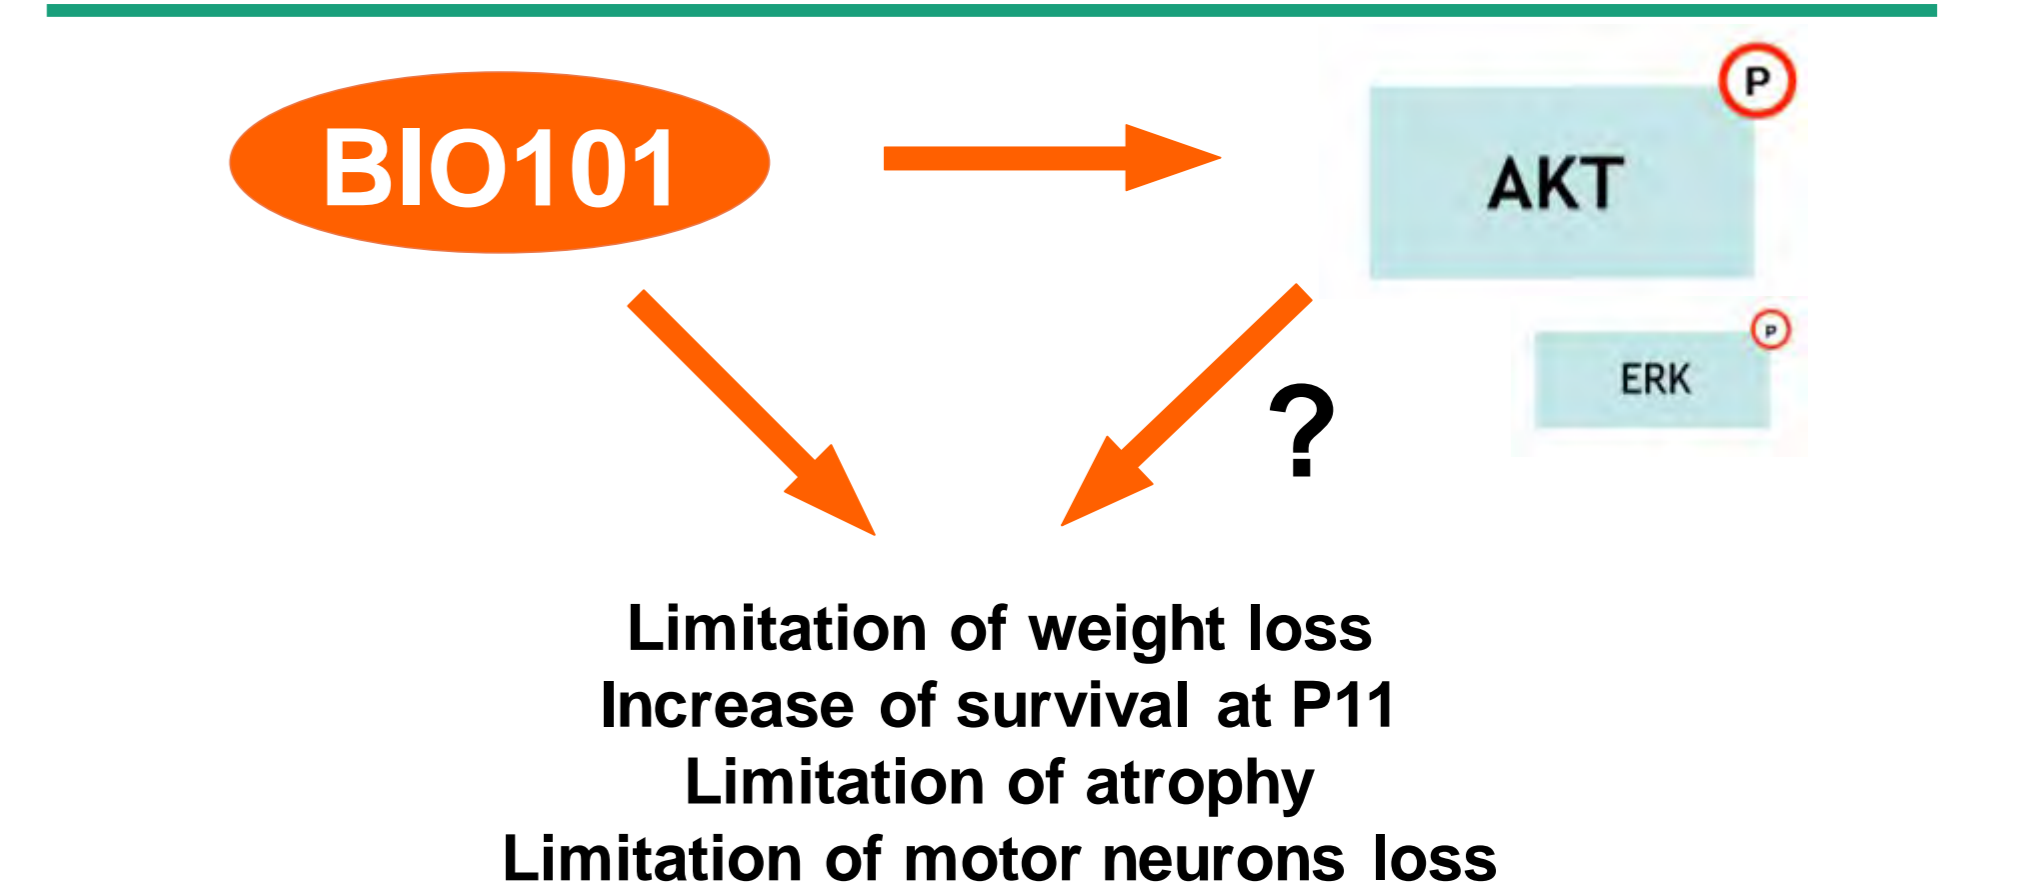 BIO101
P
AKT
P
ERK
?
Limitation of weight loss
Increase of survival at P11
Limitation of atrophy
Limitation of motor neurons loss